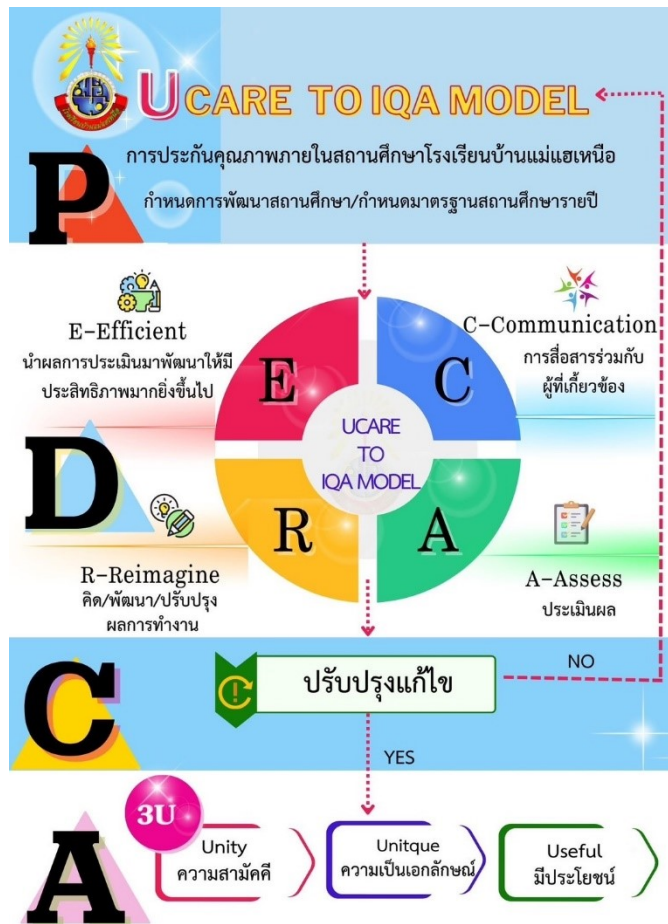 UCARE TO IQA MODEL
P
การประกันคุณภาพภายในสถานศึกษาโรงเรียนบ้านแม่แฮเหนือ
กำหนดการพัฒนาสถานศึกษา/กำหนดมาตรฐานสถานศึกษารายปี
E-Efficient
นำผลการประเมินมาพัฒนาให้มี
ประสิทธิภาพมากยิ่งขึ้นไป
C-Communication
การสื่อสารร่วมกับ
ผู้ที่เกี้ยวข้อง
E
C
UCARE
TO
IQA MODEL
R
A
D
R-Reimagine
คิด/พัฒนา/ปรับปรุง
ผลการทำงาน
A-Assess
ประเมินผล
C
ปรับปรุงแก้ไข
NO
YES
A
3U
Unity
ความสามัคคี
Unitque
ความเป็นเอกลักษณ์
Useful
มีประโยชน์